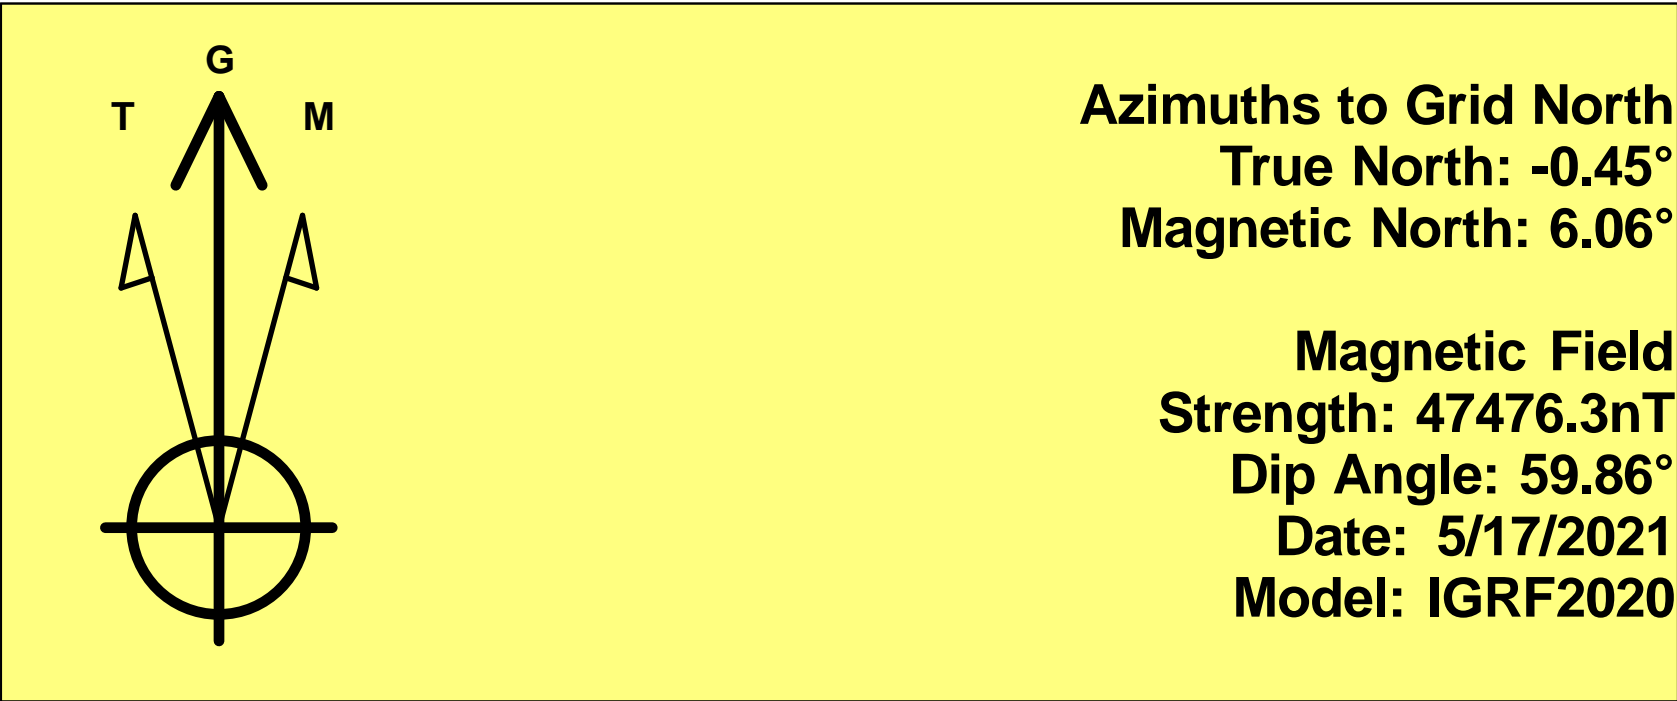 G
T M
Azimuths to Grid North
True North: -0.45°
Magnetic North: 6.06°
Magnetic Field
Strength: 47476.3nT
Dip Angle: 59.86°
Date: 5/17/2021
Model: IGRF2020